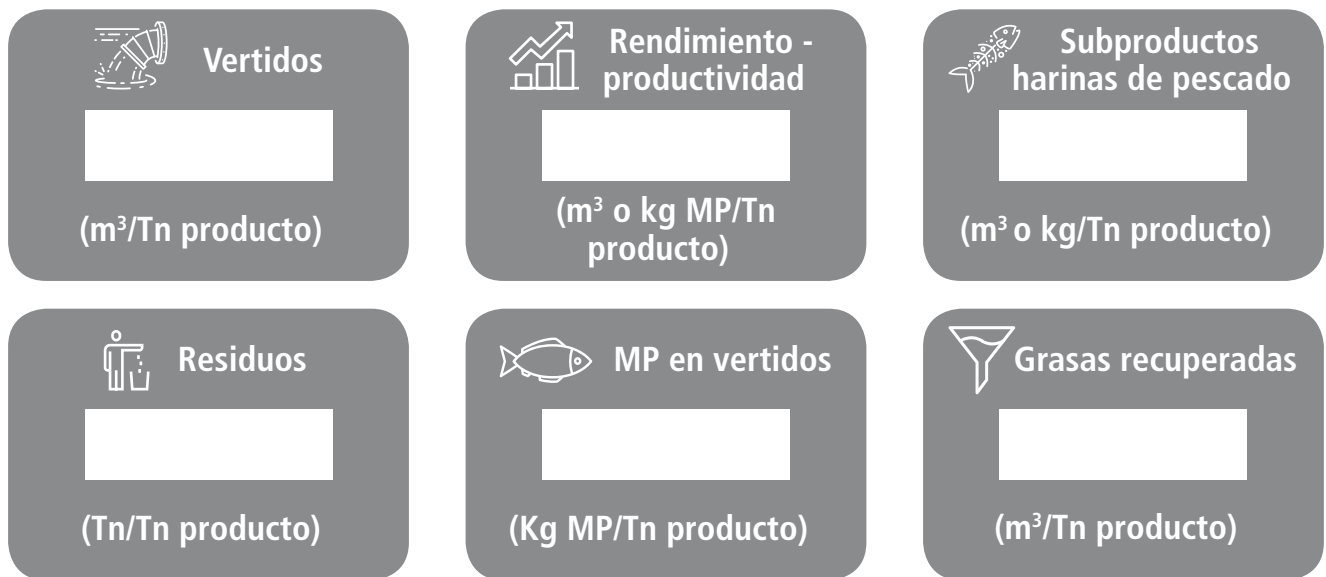 Vertidos
(m³/Tn producto)
Rendimiento -
productividad
(m³ o kg MP/Tn
producto)
Subproductos
harinas de pescado
(m³ o kg/Tn producto)
Residuos
(Tn/Tn producto)
MP en vertidos
(Kg MP/Tn producto)
Grasas recuperadas
(m³/Tn producto)